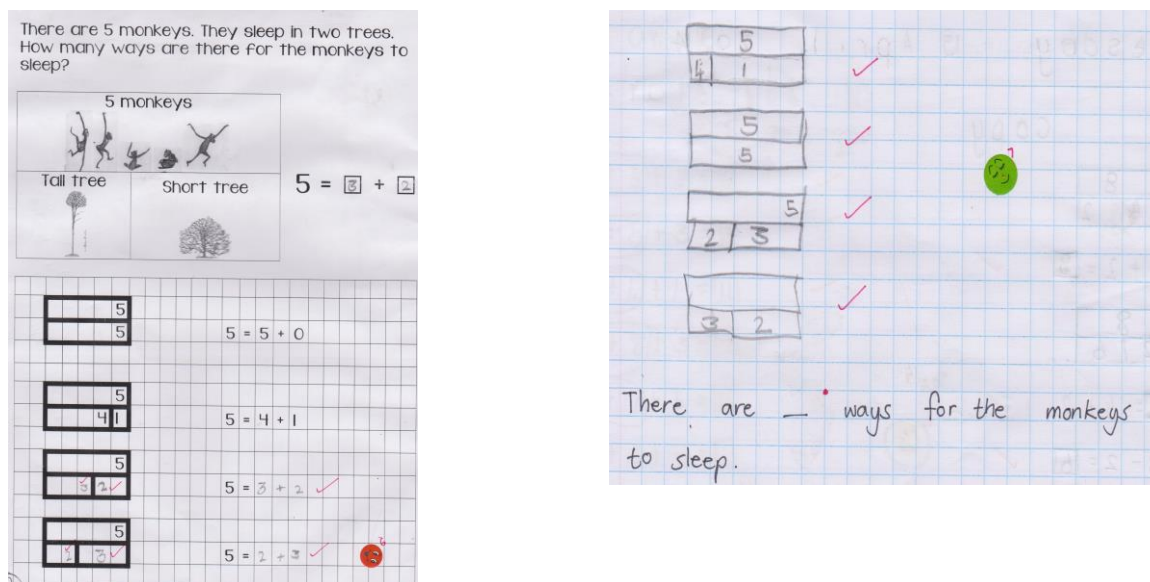 There are 5 monkeys. They sleep in two trees.
How many ways are there for the monkeys to
sleep?
5 monkeys
Tall tree
Short tree
5 = 3 + 2
5
5
5 = 5 + 0
5
4 1
5 = 4 + 1
5
3 2
5 = 3 + 2
5
2 3
5 = 2 + 3
5
4 1
5
5
5
2 3
3 2
There are _ ways for the monkeys
to sleep.